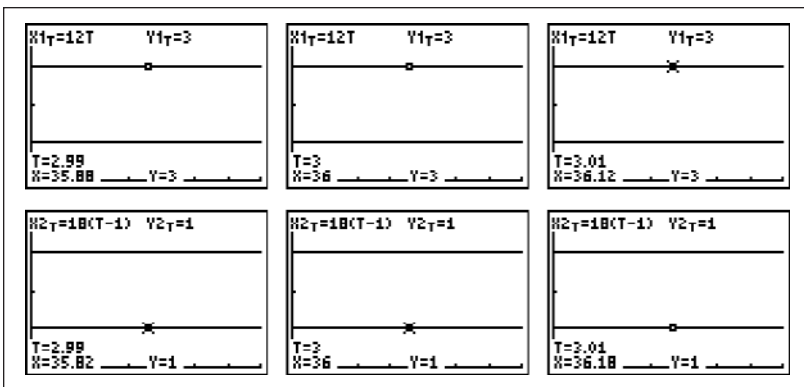 X1T=12T Y1T=3
T=2.99
X=35.88 Y=3
X1T=12T Y1T=3
T=3
X=36 Y=3
X1T=12T Y1T=3
T=3.01
X=36.12 Y=3
X2T=18(T-1) Y2T=1
T=2.99
X=35.82 Y=1
X2T=18(T-1) Y2T=1
T=3
X=36 Y=1
X2T=18(T-1) Y2T=1
T=3.01
X=36.18 Y=1